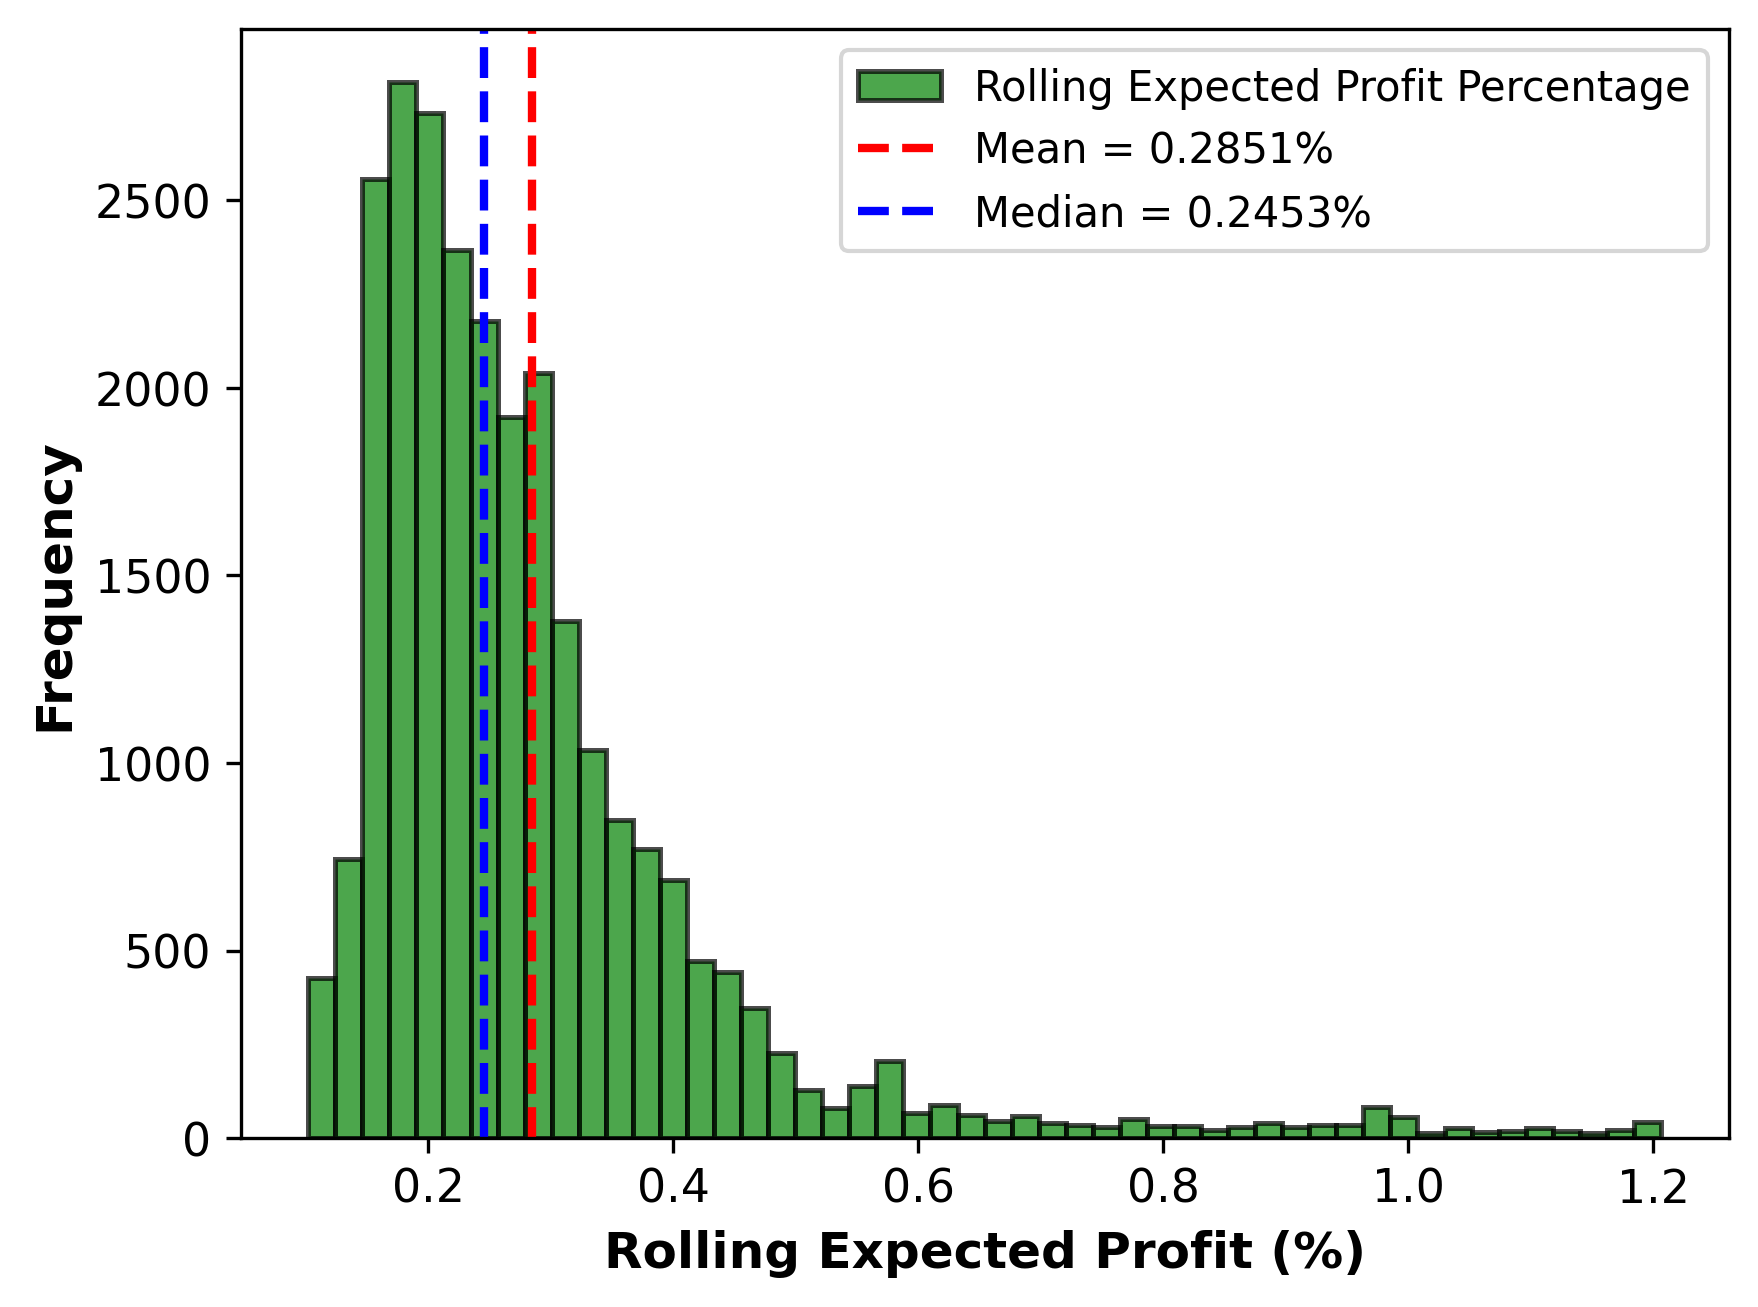 Rolling Expected Profit Percentage
Mean = 0.2851%
Median = 0.2453%
2500
2000
1500
1000
500
0
Frequency
0.2 0.4 0.6 0.8 1.0 1.2
Rolling Expected Profit (%)